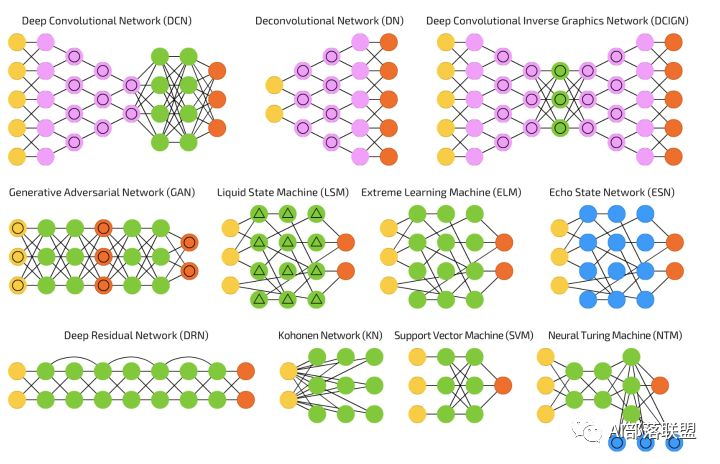 Deep Convolutional Network (DCN)
Deconvolutional Network (DN)
Deep Convolutional Inverse Graphics Network (DCIGN)
Generative Adversarial Network (GAN)
Liquid State Machine (LSM)
Extreme Learning Machine (ELM)
Echo State Network (ESN)
Deep Residual Network (DRN)
Kohonen Network (KN)
Support Vector Machine (SVM)
Neural Turing Machine (NTM)
AI部落联盟